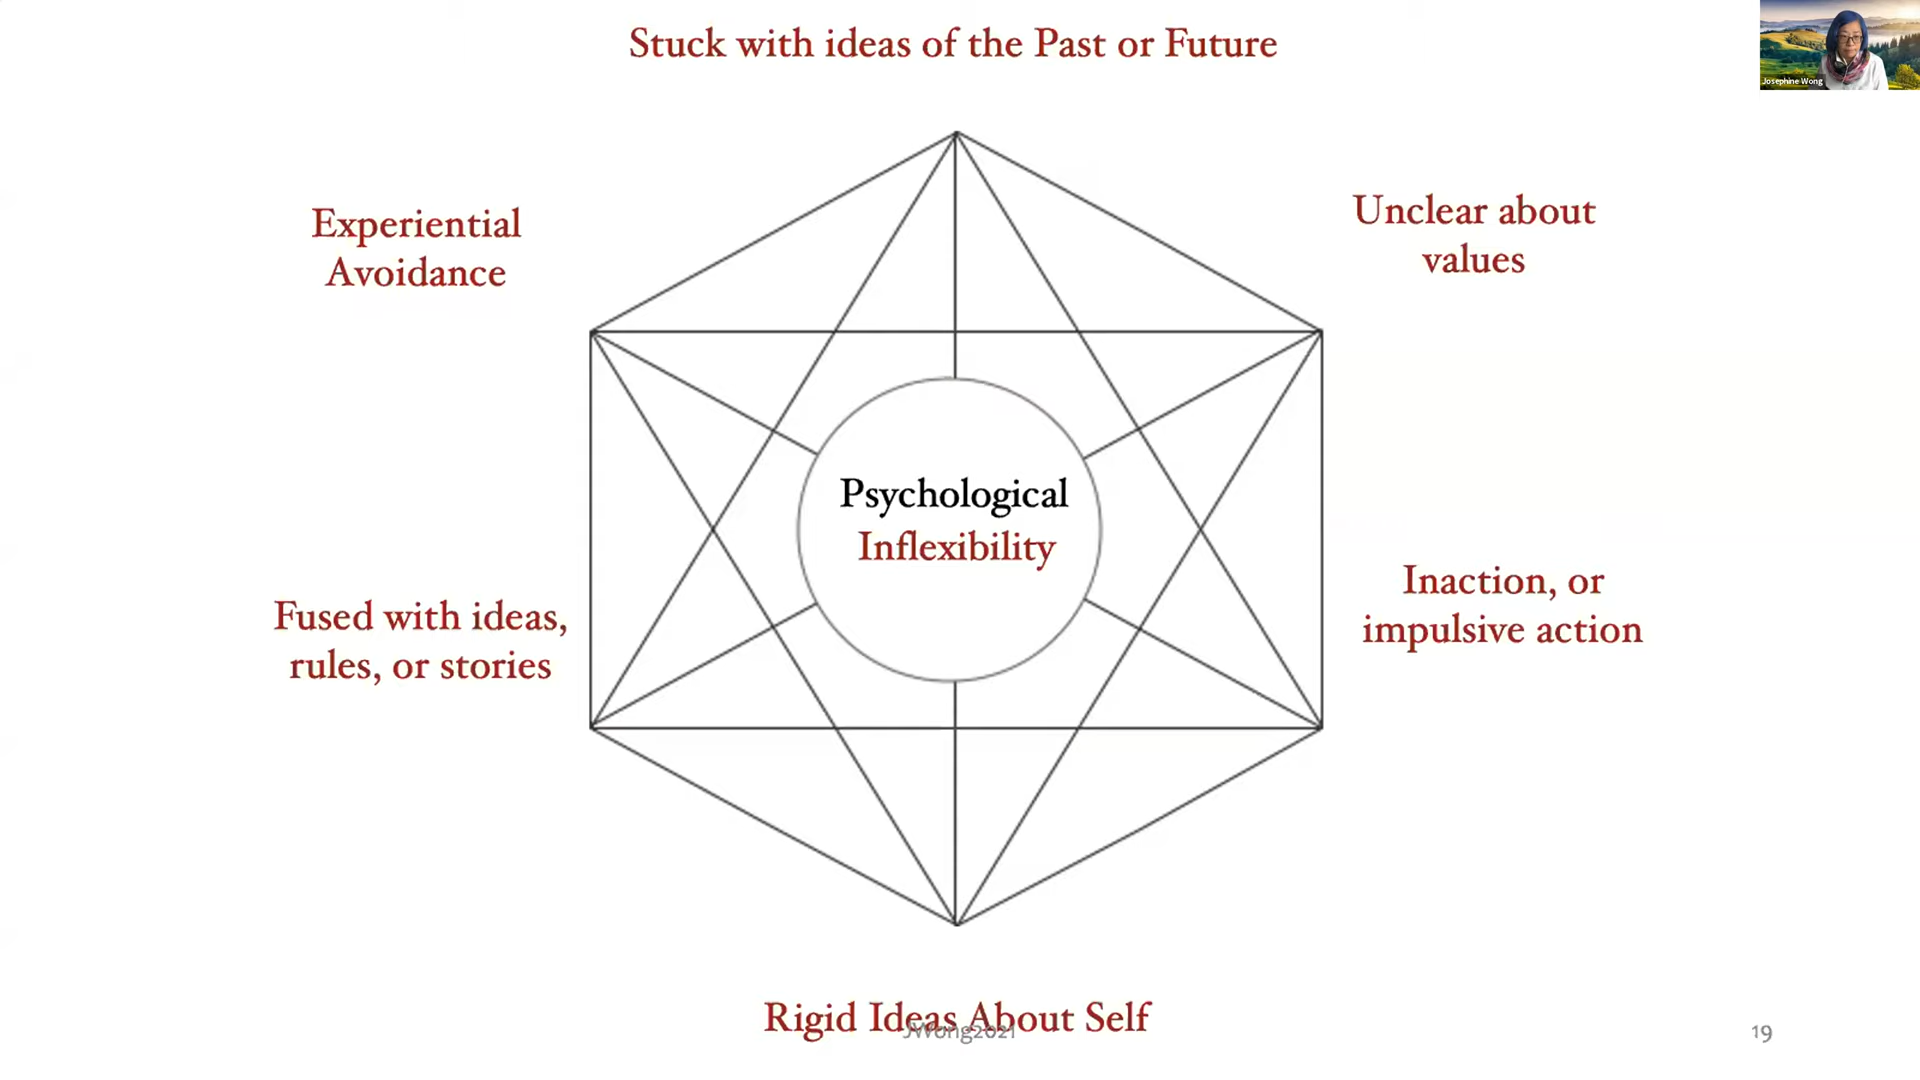 Stuck with ideas of the Past or Future
Josephine Wong
Experiential
Avoidance
Unclear about
values
Psychological
Inflexibility
Fused with ideas,
rules, or stories
Inaction, or
impulsive action
Rigid Ideas About Self
JWong2021
19